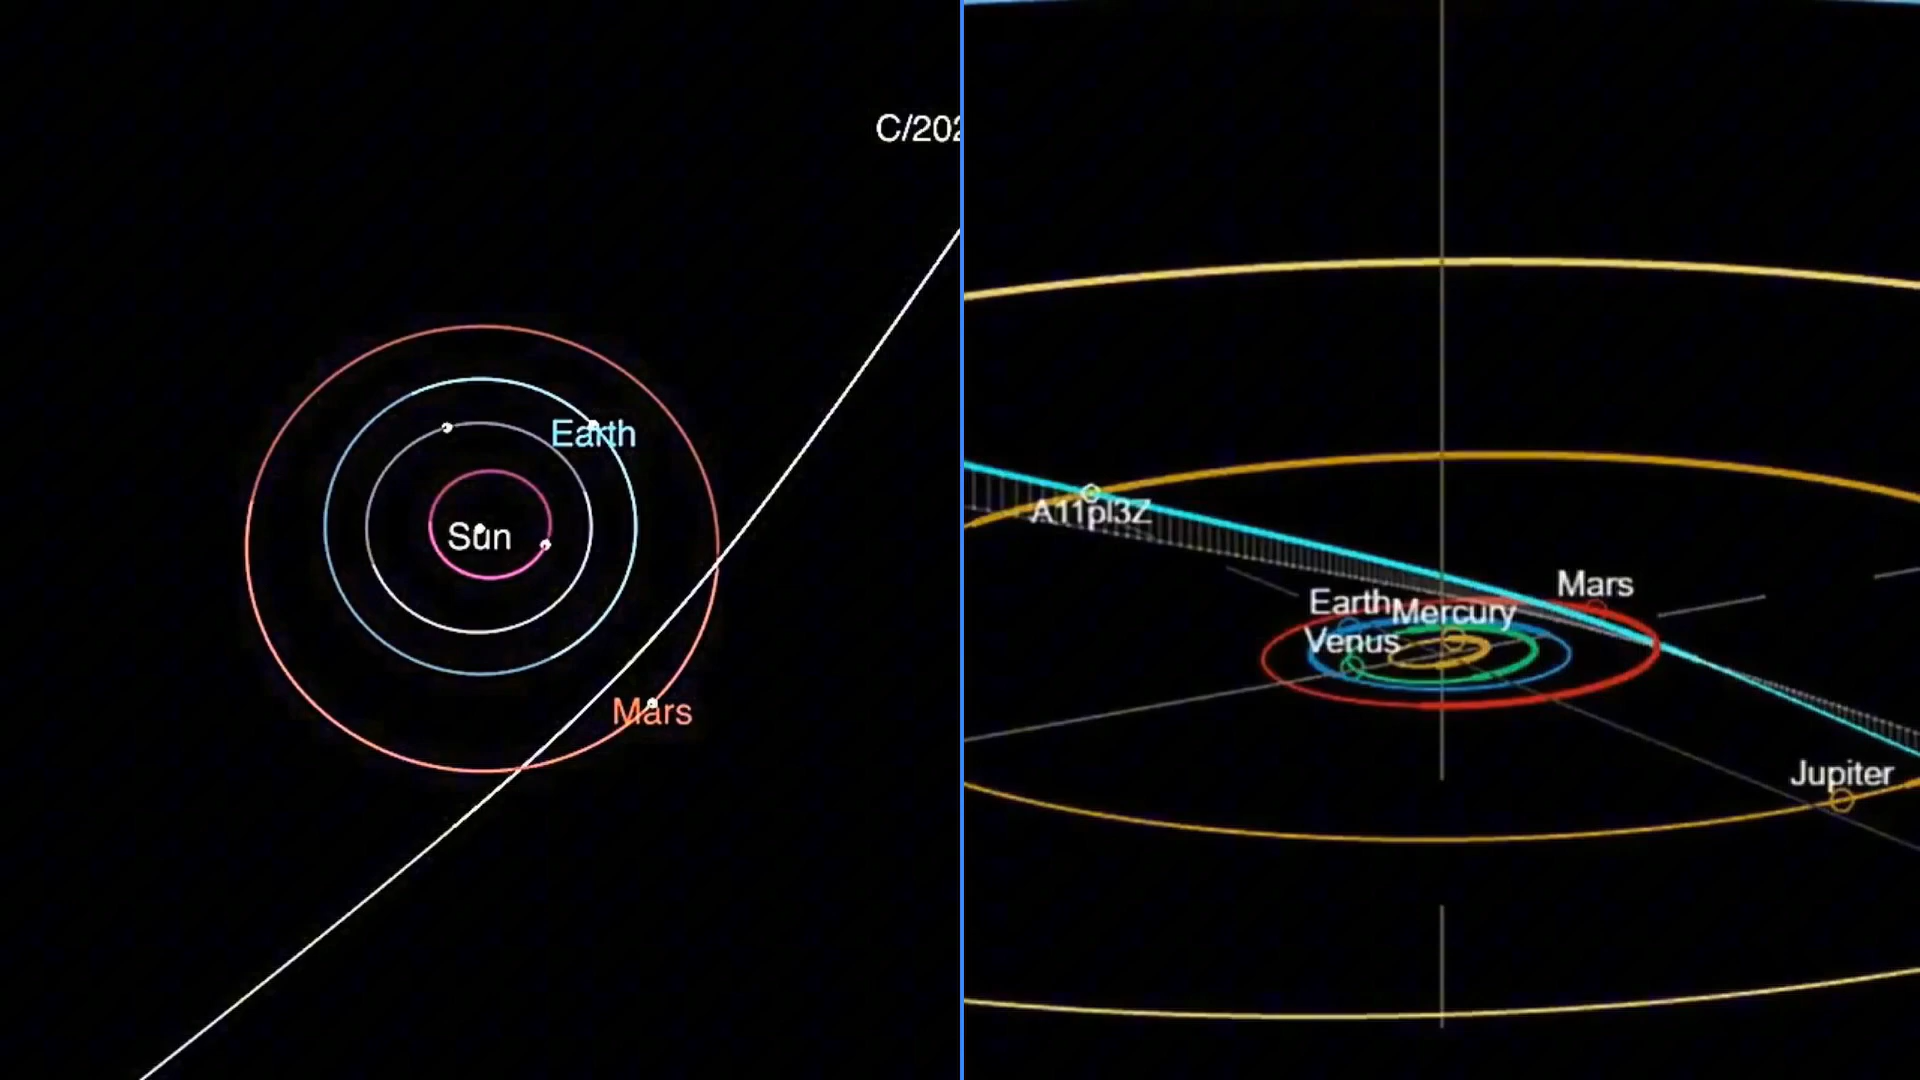 C/202
Earth
Sun
Mars
A11pl3Z
Mars
Earth
Mercury
Venus
Jupiter